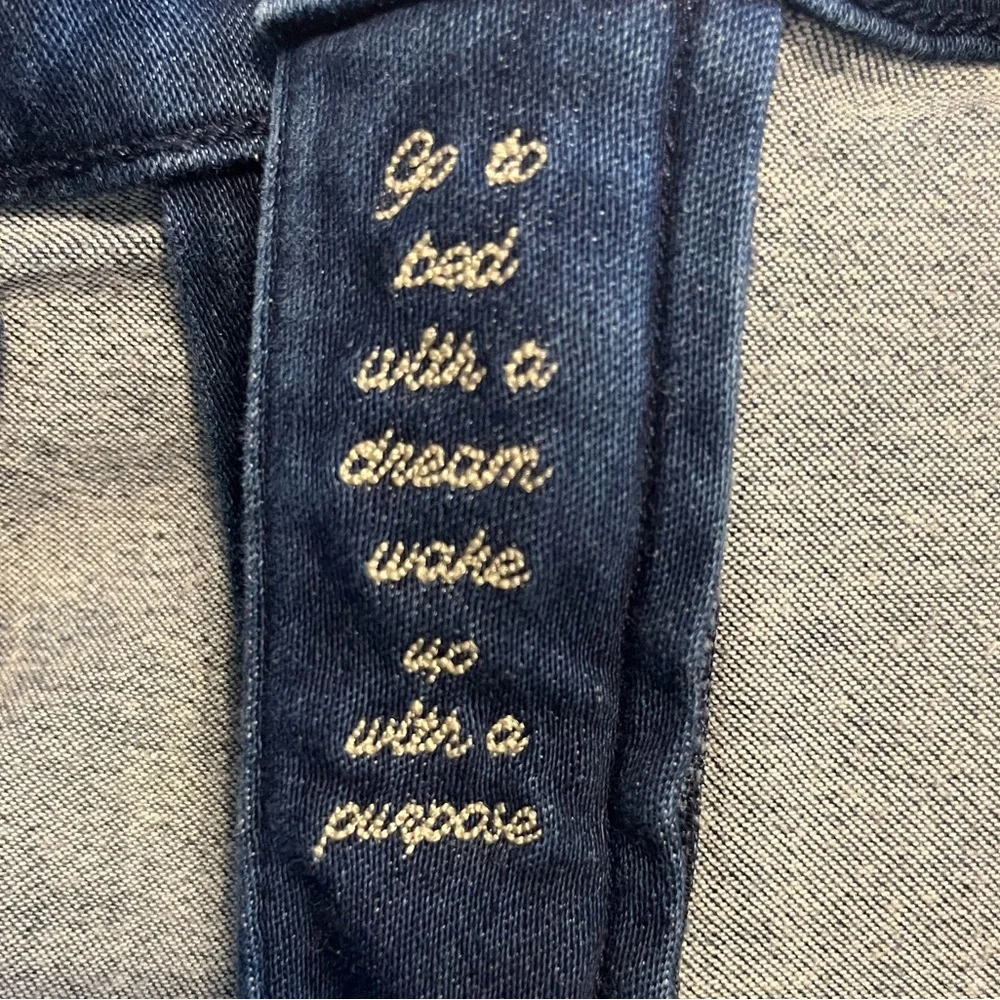 Go to
bed
with a
dream
wake
up
with a
purpose